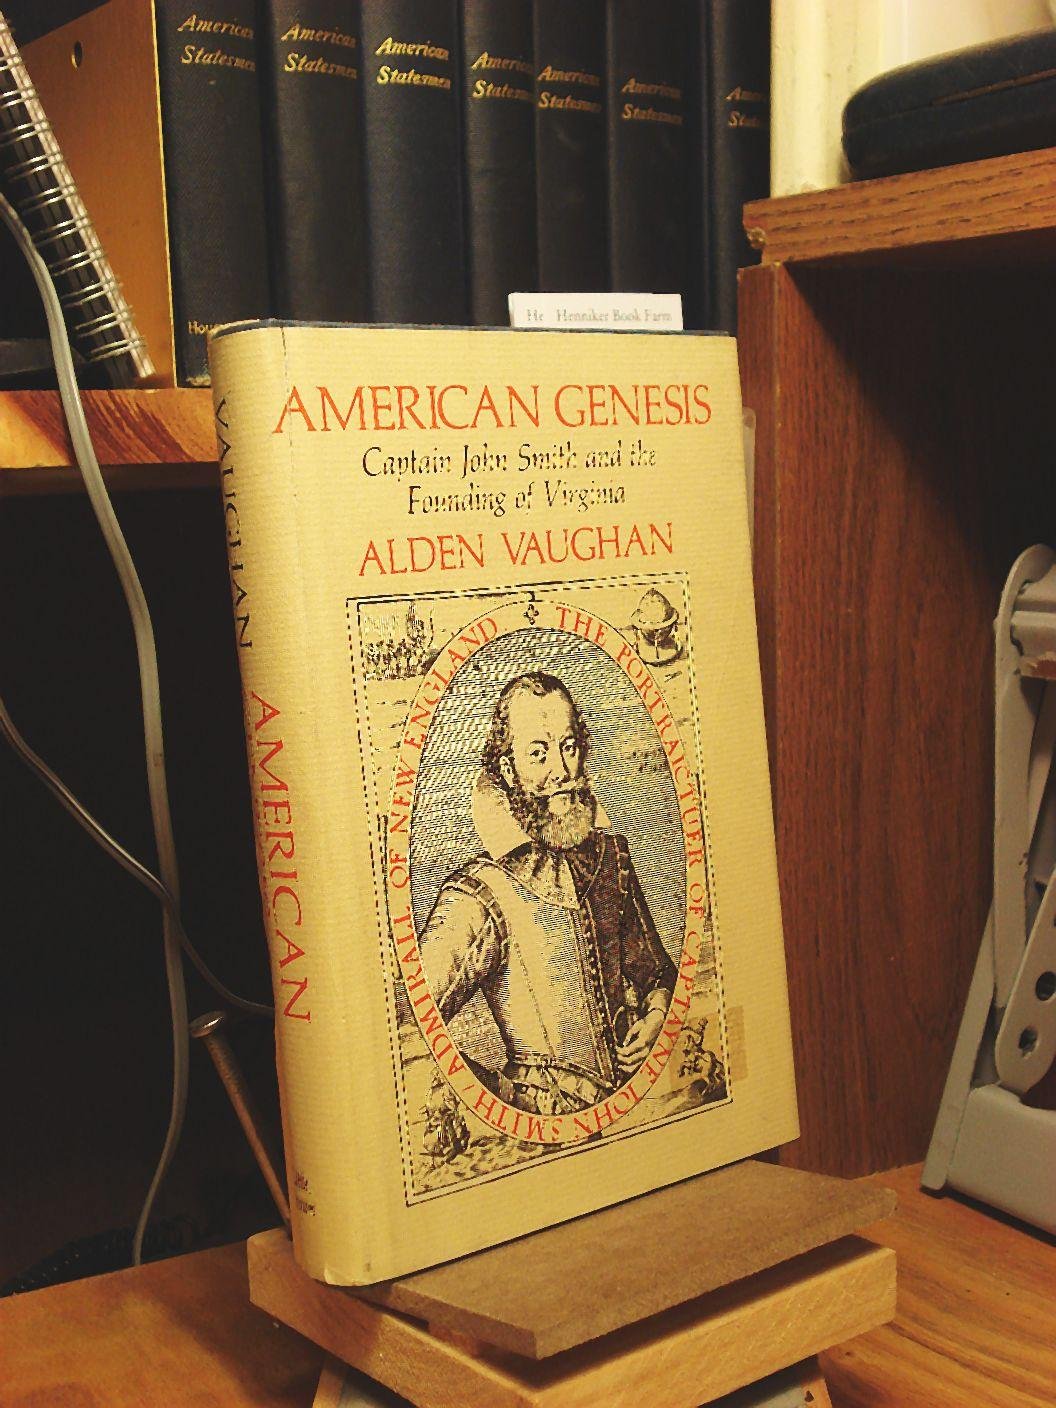 American
Statesmen
American
Statesmen
American
Statesmen
American
Statesmen
American
Statesmen
American
Statesmen
Henniker Book Farm
AMERICAN GENESIS
Captain John Smith and the
Founding of Virginia
ALDEN VAUGHAN
THE PORTRAICTUER OF CAPTAYNE IOHN SMITH / ADMIRALL OF NEW ENGLAND
VAUGHAN AMERICAN